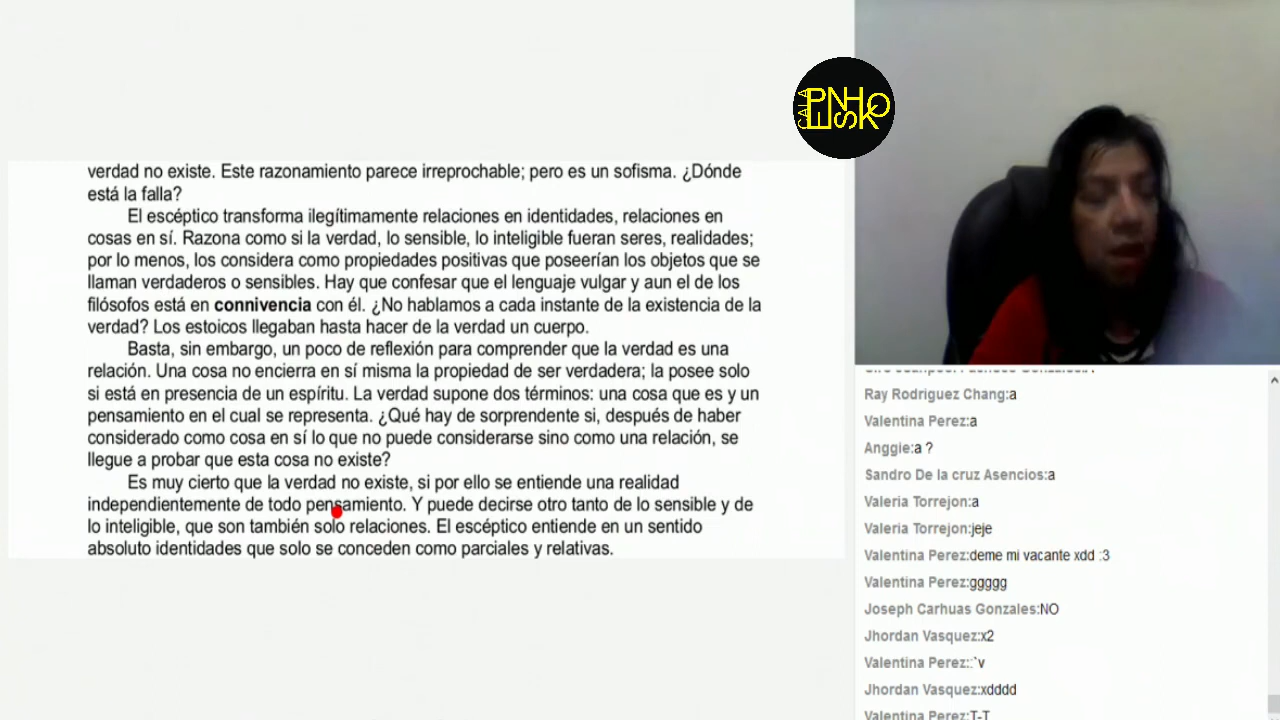 verdad no existe. Este razonamiento parece irreprochable; pero es un sofisma. ¿Dónde
está la falla?
El escéptico transforma ilegítimamente relaciones en identidades, relaciones en
cosas en sí. Razona como si la verdad, lo sensible, lo inteligible fueran seres, realidades;
por lo menos, los considera como propiedades positivas que poseerían los objetos que se
llaman verdaderos o sensibles. Hay que confesar que el lenguaje vulgar y aun el de los
filósofos está en connivencia con él. ¿No hablamos a cada instante de la existencia de la
verdad? Los estoicos llegaban hasta hacer de la verdad un cuerpo.
Basta, sin embargo, un poco de reflexión para comprender que la verdad es una
relación. Una cosa no encierra en sí misma la propiedad de ser verdadera; la posee solo
si está en presencia de un espíritu. La verdad supone dos términos: una cosa que es y un
pensamiento en el cual se representa. ¿Qué hay de sorprendente si, después de haber
considerado como cosa en sí lo que no puede considerarse sino como una relación, se
llegue a probar que esta cosa no existe?
Es muy cierto que la verdad no existe, si por ello se entiende una realidad
independientemente de todo pensamiento. Y puede decirse otro tanto de lo sensible y de
lo inteligible, que son también solo relaciones. El escéptico entiende en un sentido
absoluto identidades que solo se conceden como parciales y relativas.
CALA
PENSHKO
Ray Rodriguez Chang:a
Valentina Perez:a
Anggie:a ?
Sandro De la cruz Asencios:a
Valeria Torrejon:a
Valeria Torrejon:jeje
Valentina Perez:deme mi vacante xdd :3
Valentina Perez:ggggg
Joseph Carhuas Gonzales:NO
Jhordan Vasquez:x2
Valentina Perez::`v
Jhordan Vasquez:xdddd
Valentina Perez:T-T